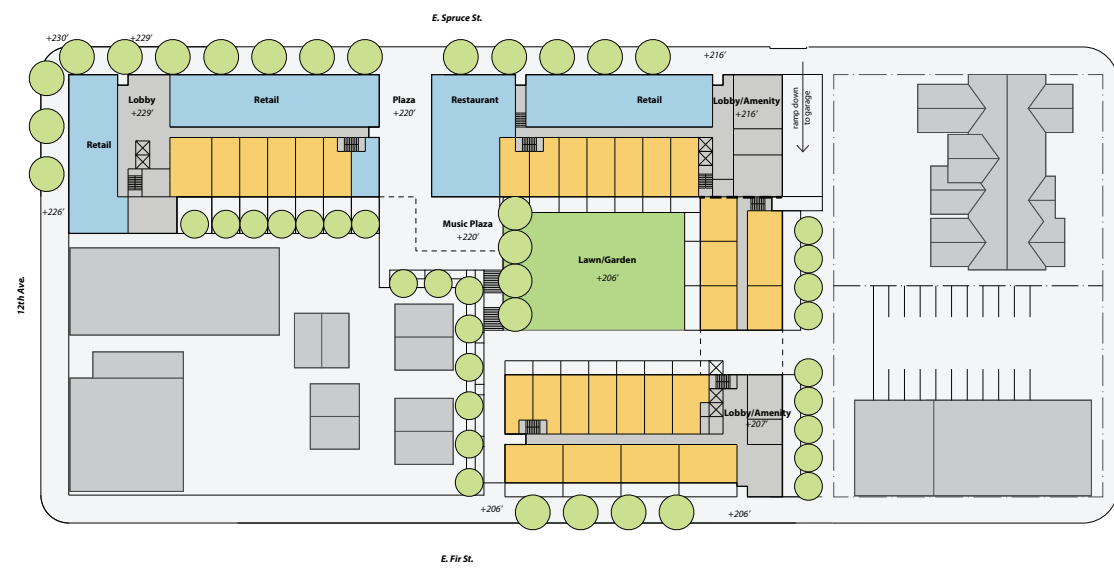 E. Spruce St.
+230'
+229'
+216'
Lobby
+229'
Retail
Plaza
+220'
Restaurant
Retail
Lobby/Amenity
+216'
ramp down
to garage
Retail
+226'
Music Plaza
+220'
Lawn/Garden
+206'
12th Ave.
Lobby/Amenity
+207'
+206'
+206'
E. Fir St.